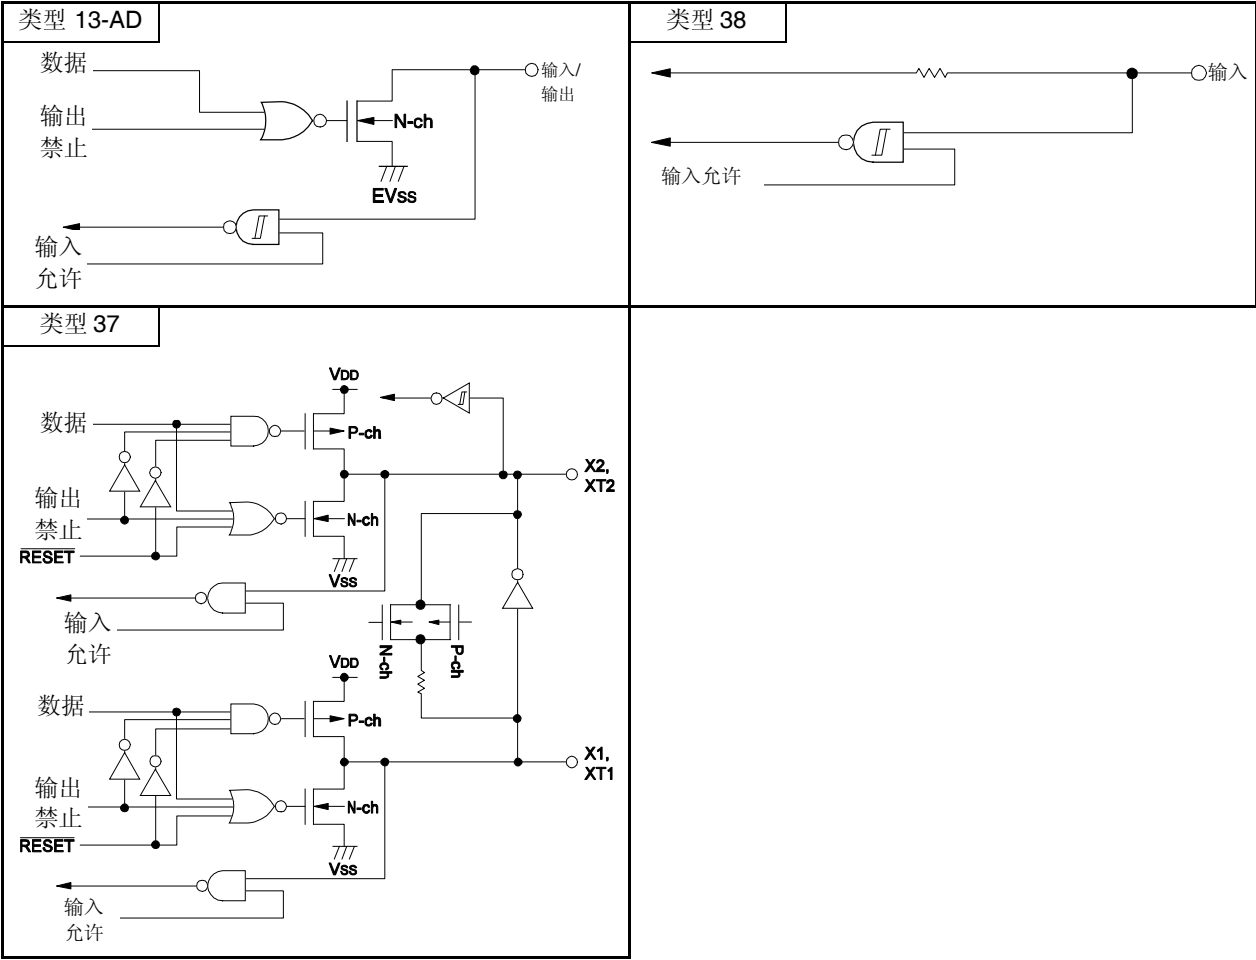 类型 13-AD
数据
输出
禁止
N-ch
EVss
输入/
输出
输入
允许
类型 38
输入
输入允许
类型 37
VDD
数据
P-ch
X2,
XT2
输出
禁止
N-ch
RESET
Vss
输入
允许
N-ch
P-ch
VDD
数据
P-ch
X1,
XT1
输出
禁止
N-ch
RESET
Vss
输入
允许